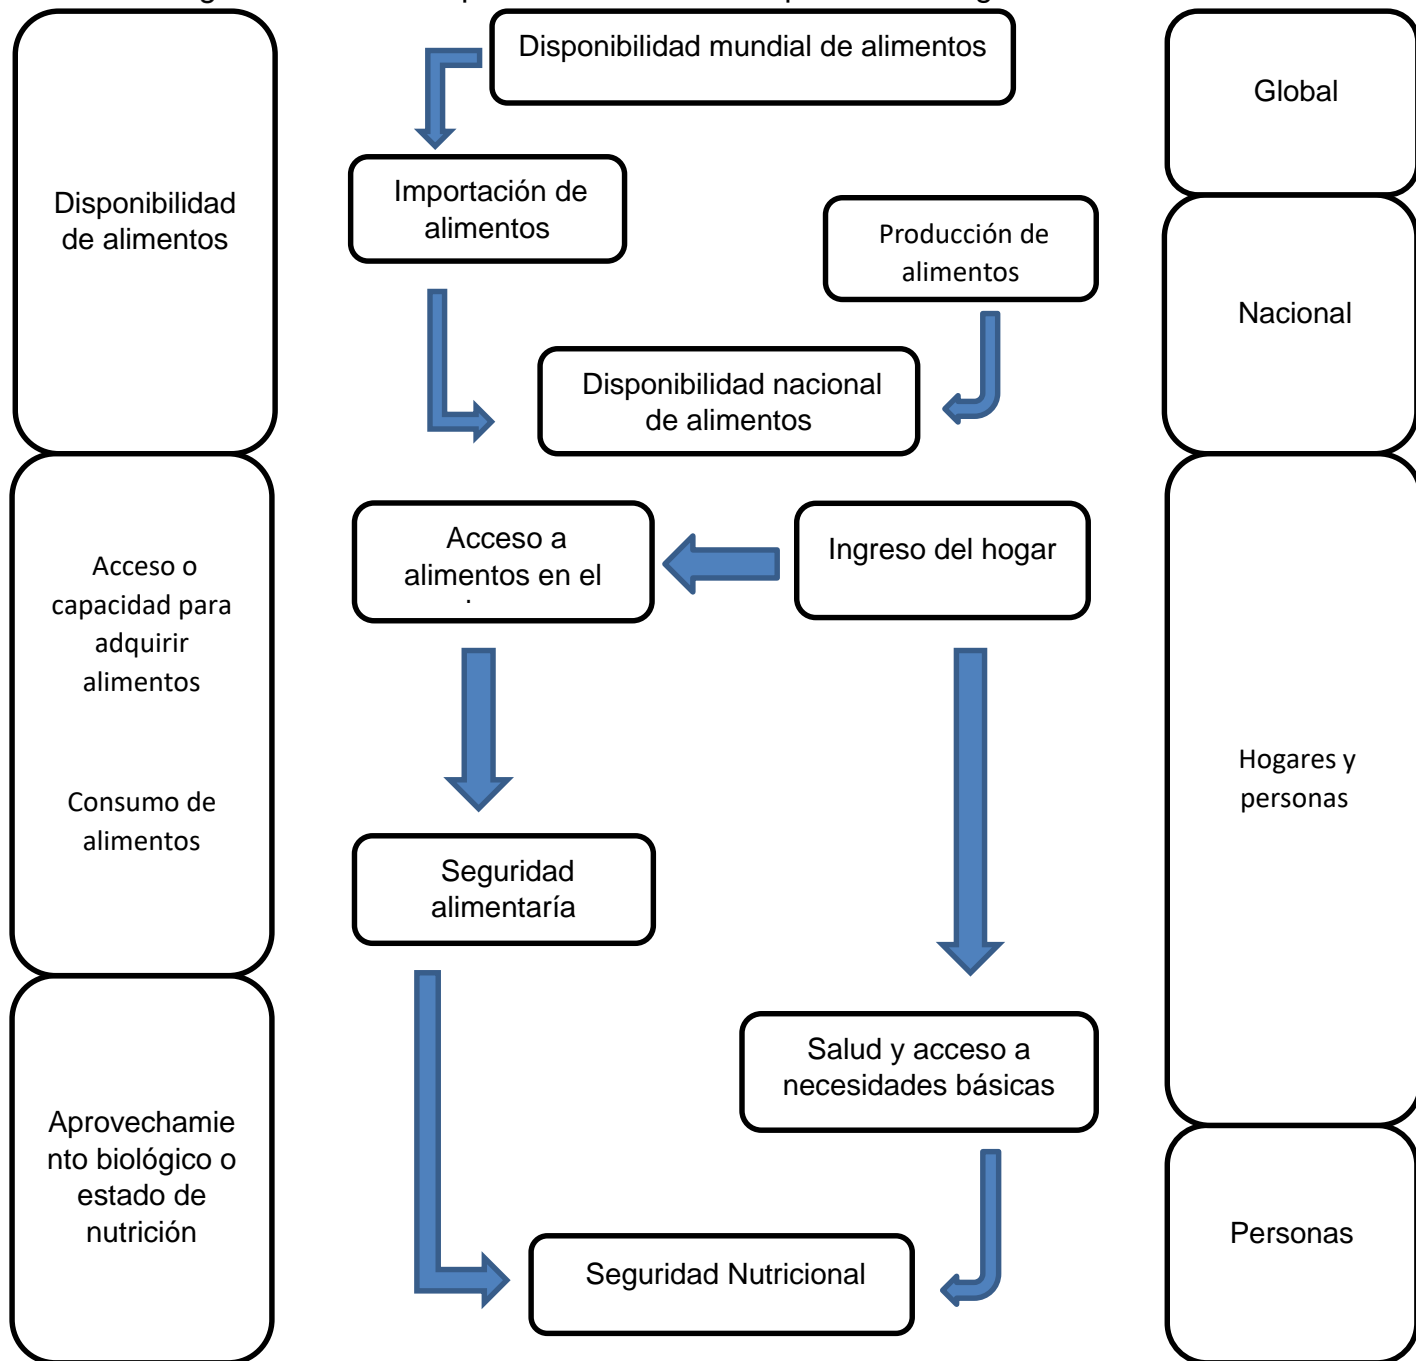 Disponibilidad mundial de alimentos
Global
Disponibilidad
de alimentos
Importación de
alimentos
Producción de
alimentos
Nacional
Disponibilidad nacional
de alimentos
Acceso o
capacidad para
adquirir
alimentos
Consumo de
alimentos
Acceso a
alimentos en el
Ingreso del hogar
Hogares y
personas
Seguridad
alimentaría
Salud y acceso a
necesidades básicas
Aprovechamie
nto biológico o
estado de
nutrición
Seguridad Nutricional
Personas